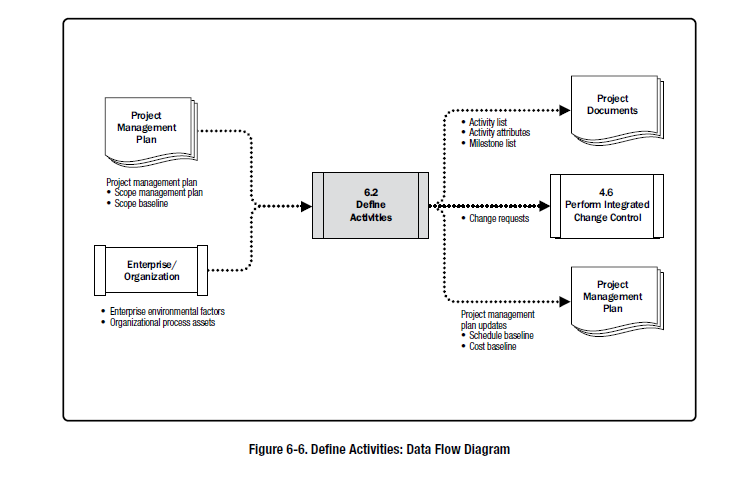 Project
Management
Plan
Project management plan
• Scope management plan
• Scope baseline
Enterprise/
Organization
• Enterprise environmental factors
• Organizational process assets
6.2
Define
Activities
• Activity list
• Activity attributes
• Milestone list
• Change requests
Project management
plan updates
• Schedule baseline
• Cost baseline
Project
Documents
4.6
Perform Integrated
Change Control
Project
Management
Plan
Figure 6-6. Define Activities: Data Flow Diagram